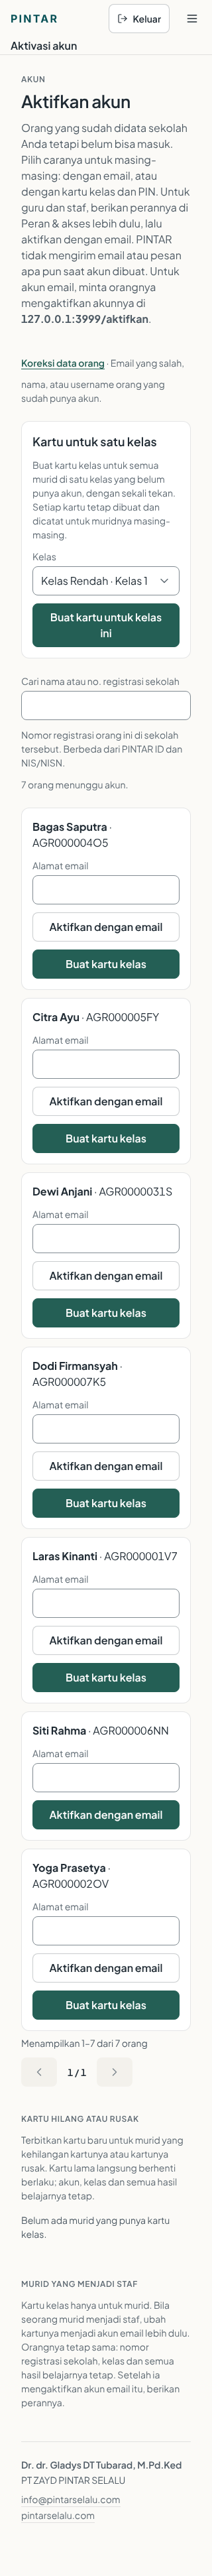 PINTAR
Keluar
Aktivasi akun
AKUN
Aktifkan akun
Orang yang sudah didata sekolah
Anda tetapi belum bisa masuk.
Pilih caranya untuk masing-
masing: dengan email, atau
dengan kartu kelas dan PIN. Untuk
guru dan staf, berikan perannya di
Peran & akses lebih dulu, lalu
aktifkan dengan email. PINTAR
tidak mengirim email atau pesan
apa pun saat akun dibuat. Untuk
akun email, minta orangnya
mengaktifkan akunnya di
127.0.0.1:3999/aktifkan.
Koreksi data orang · Email yang salah,
nama, atau username orang yang
sudah punya akun.
Kartu untuk satu kelas
Buat kartu kelas untuk semua
murid di satu kelas yang belum
punya akun, dengan sekali tekan.
Setiap kartu tetap dibuat dan
dicatat untuk muridnya masing-
masing.
Kelas
Kelas Rendah · Kelas 1
Buat kartu untuk kelas
ini
Cari nama atau no. registrasi sekolah
Nomor registrasi orang ini di sekolah
tersebut. Berbeda dari PINTAR ID dan
NIS/NISN.
7 orang menunggu akun.
Bagas Saputra ·
AGR000004O5
Alamat email
Aktifkan dengan email
Buat kartu kelas
Citra Ayu · AGR000005FY
Alamat email
Aktifkan dengan email
Buat kartu kelas
Dewi Anjani · AGR0000031S
Alamat email
Aktifkan dengan email
Buat kartu kelas
Dodi Firmansyah ·
AGR000007K5
Alamat email
Aktifkan dengan email
Buat kartu kelas
Laras Kinanti · AGR000001V7
Alamat email
Aktifkan dengan email
Buat kartu kelas
Siti Rahma · AGR000006NN
Alamat email
Aktifkan dengan email
Yoga Prasetya ·
AGR000002OV
Alamat email
Aktifkan dengan email
Buat kartu kelas
Menampilkan 1–7 dari 7 orang
1 / 1
KARTU HILANG ATAU RUSAK
Terbitkan kartu baru untuk murid yang
kehilangan kartunya atau kartunya
rusak. Kartu lama langsung berhenti
berlaku; akun, kelas dan semua hasil
belajarnya tetap.
Belum ada murid yang punya kartu
kelas.
MURID YANG MENJADI STAF
Kartu kelas hanya untuk murid. Bila
seorang murid menjadi staf, ubah
kartunya menjadi akun email lebih dulu.
Orangnya tetap sama: nomor
registrasi sekolah, kelas dan semua
hasil belajarnya tetap. Setelah ia
mengaktifkan akun email itu, berikan
perannya.
Dr. dr. Gladys DT Tubarad, M.Pd.Ked
PT ZAYD PINTAR SELALU
info@pintarselalu.com
pintarselalu.com